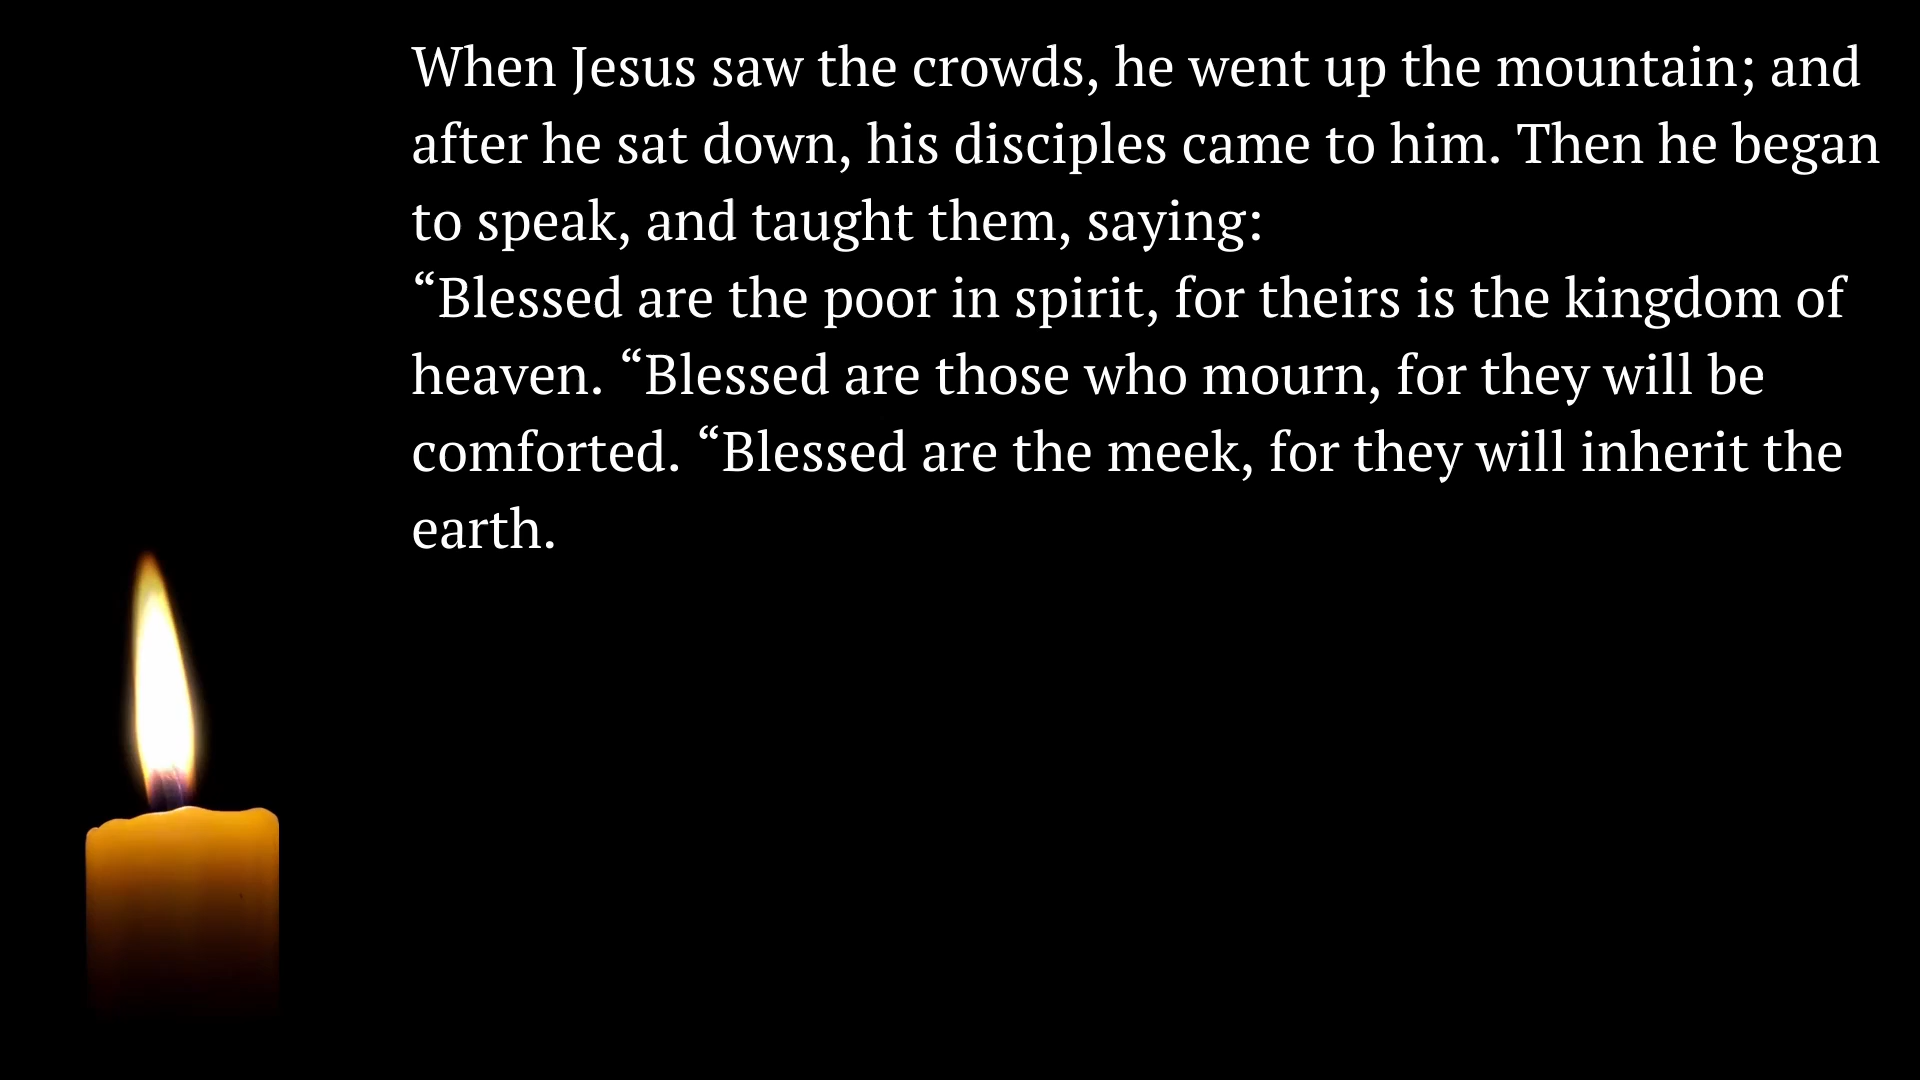 When Jesus saw the crowds, he went up the mountain; and
after he sat down, his disciples came to him. Then he began
to speak, and taught them, saying:
“Blessed are the poor in spirit, for theirs is the kingdom of
heaven. “Blessed are those who mourn, for they will be
comforted. “Blessed are the meek, for they will inherit the
earth.